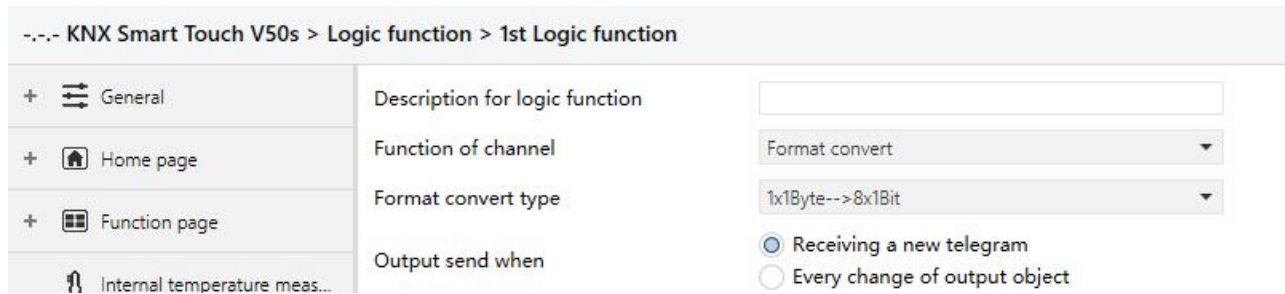 -.-.- KNX Smart Touch V50s > Logic function > 1st Logic function
+ General
+ Home page
+ Function page
Internal temperature meas...
Description for logic function
Function of channel
Format convert
Format convert type
1x1Byte-->8x1Bit
Output send when
Receiving a new telegram
Every change of output object